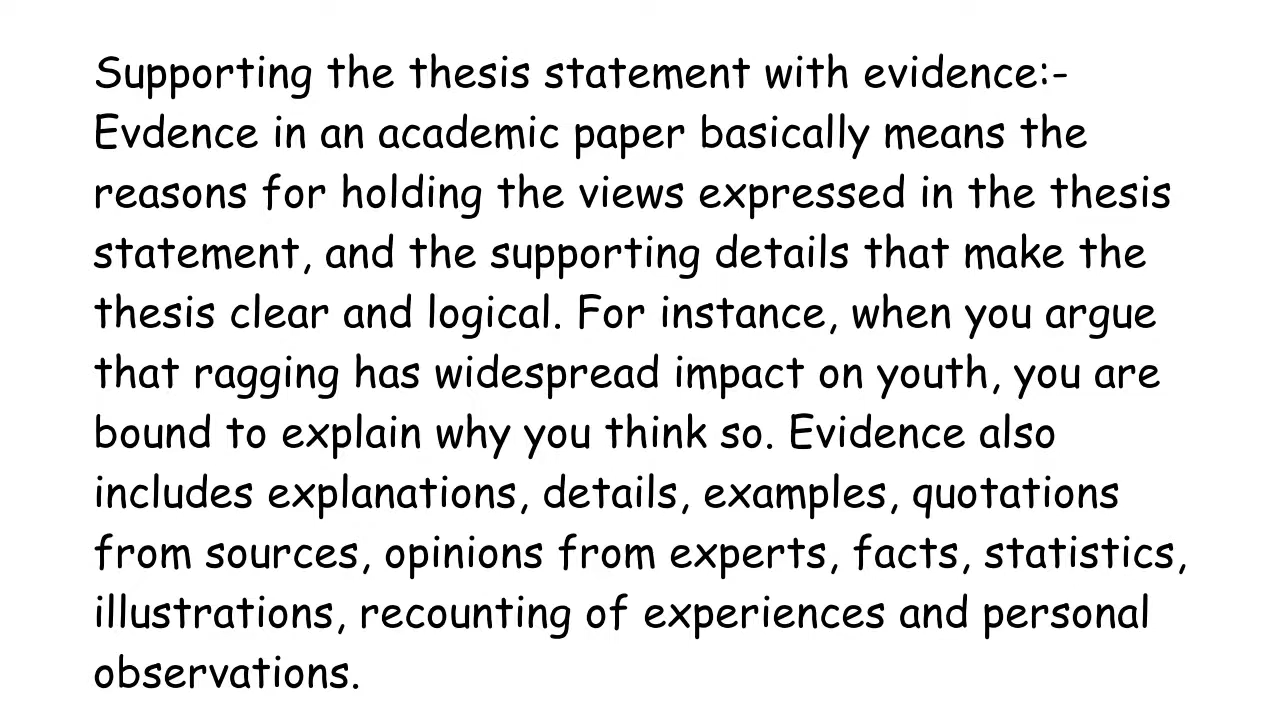 Supporting the thesis statement with evidence:-
Evdence in an academic paper basically means the
reasons for holding the views expressed in the thesis
statement, and the supporting details that make the
thesis clear and logical. For instance, when you argue
that ragging has widespread impact on youth, you are
bound to explain why you think so. Evidence also
includes explanations, details, examples, quotations
from sources, opinions from experts, facts, statistics,
illustrations, recounting of experiences and personal
observations.